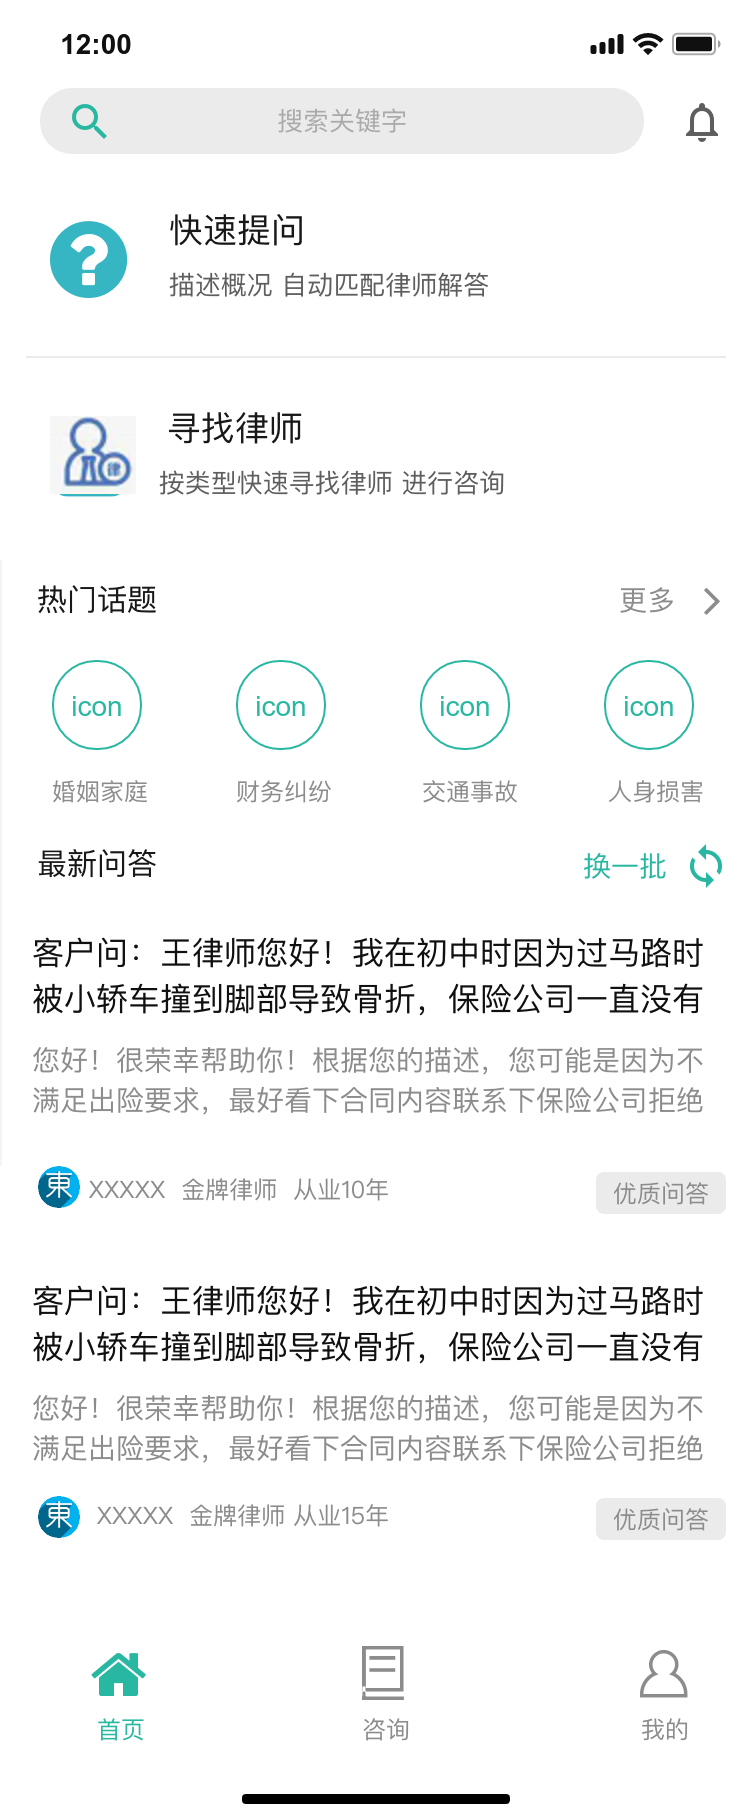 12:00
搜索关键字
快速提问
描述概况 自动匹配律师解答
寻找律师
律
按类型快速寻找律师 进行咨询
热门话题 更多
icon icon icon icon
婚姻家庭 财务纠纷 交通事故 人身损害
最新问答 换一批
客户问：王律师您好！我在初中时因为过马路时
被小轿车撞到脚部导致骨折，保险公司一直没有
您好！很荣幸帮助你！根据您的描述，您可能是因为不
满足出险要求，最好看下合同内容联系下保险公司拒绝
東 XXXXX 金牌律师 从业10年 优质问答
客户问：王律师您好！我在初中时因为过马路时
被小轿车撞到脚部导致骨折，保险公司一直没有
您好！很荣幸帮助你！根据您的描述，您可能是因为不
满足出险要求，最好看下合同内容联系下保险公司拒绝
東 XXXXX 金牌律师 从业15年 优质问答
首页 咨询 我的